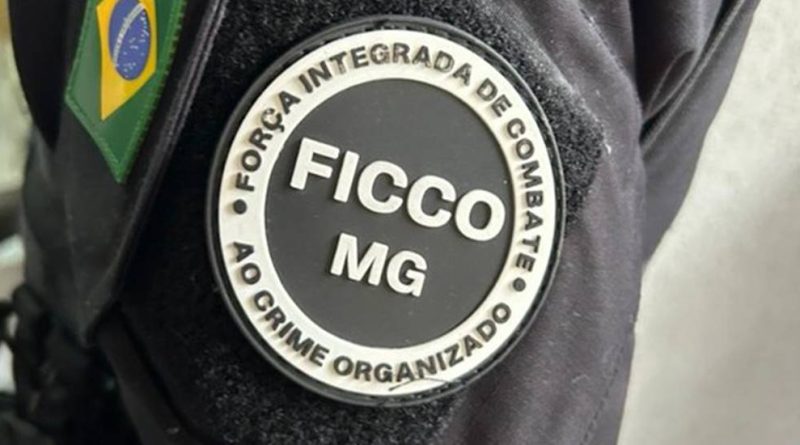 FORÇA INTEGRADA DE COMBATE
FICCO
MG
AO CRIME ORGANIZADO